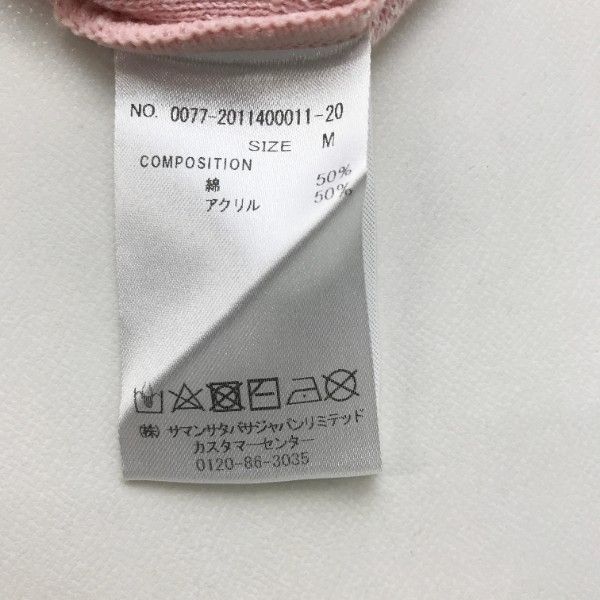 NO. 0077-2011400011-20
SIZE M
COMPOSITION
綿 50%
アクリル 50%
(株) サマンサタバサジャパンリミテッド
カスタマーセンター
0120-86-3035